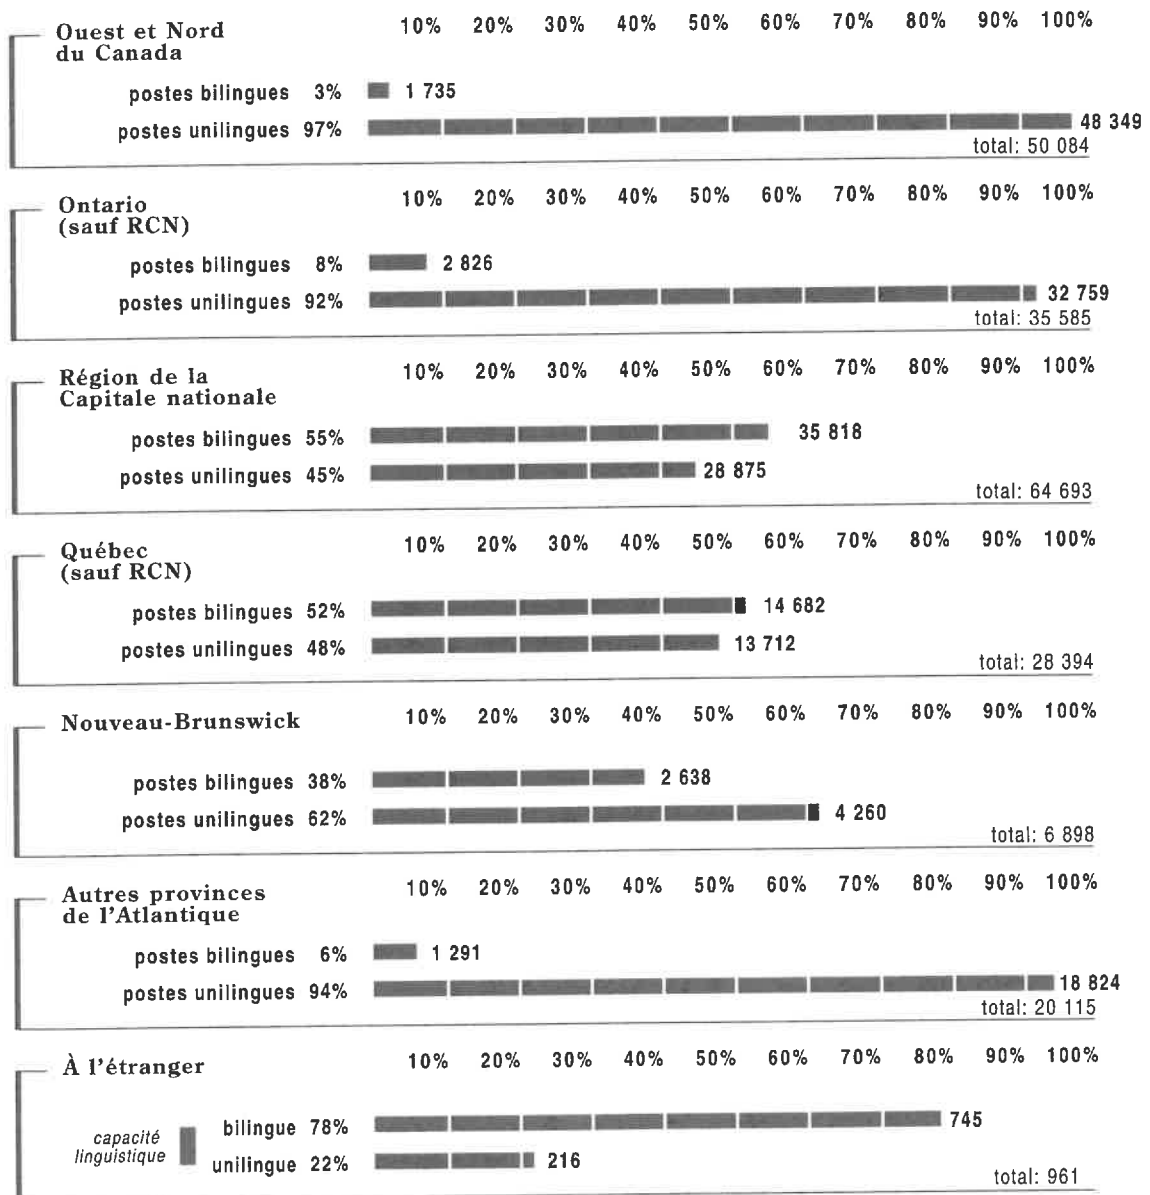 Ouest et Nord
du Canada
10% 20% 30% 40% 50% 60% 70% 80% 90% 100%
postes bilingues 3% 1 735
postes unilingues 97% 48 349
total: 50 084
Ontario
(sauf RCN)
10% 20% 30% 40% 50% 60% 70% 80% 90% 100%
postes bilingues 8% 2 826
postes unilingues 92% 32 759
total: 35 585
Région de la
Capitale nationale
10% 20% 30% 40% 50% 60% 70% 80% 90% 100%
postes bilingues 55% 35 818
postes unilingues 45% 28 875
total: 64 693
Québec
(sauf RCN)
10% 20% 30% 40% 50% 60% 70% 80% 90% 100%
postes bilingues 52% 14 682
postes unilingues 48% 13 712
total: 28 394
Nouveau-Brunswick
10% 20% 30% 40% 50% 60% 70% 80% 90% 100%
postes bilingues 38% 2 638
postes unilingues 62% 4 260
total: 6 898
Autres provinces
de l'Atlantique
10% 20% 30% 40% 50% 60% 70% 80% 90% 100%
postes bilingues 6% 1 291
postes unilingues 94% 18 824
total: 20 115
À l'étranger
10% 20% 30% 40% 50% 60% 70% 80% 90% 100%
capacité
linguistique
bilingue 78% 745
unilingue 22% 216
total: 961